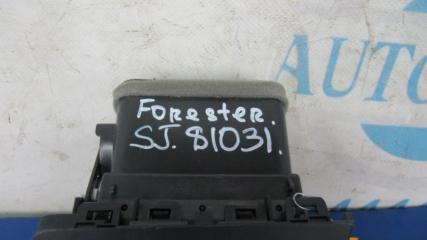 Forester.
SJ. 81031.
AUTO